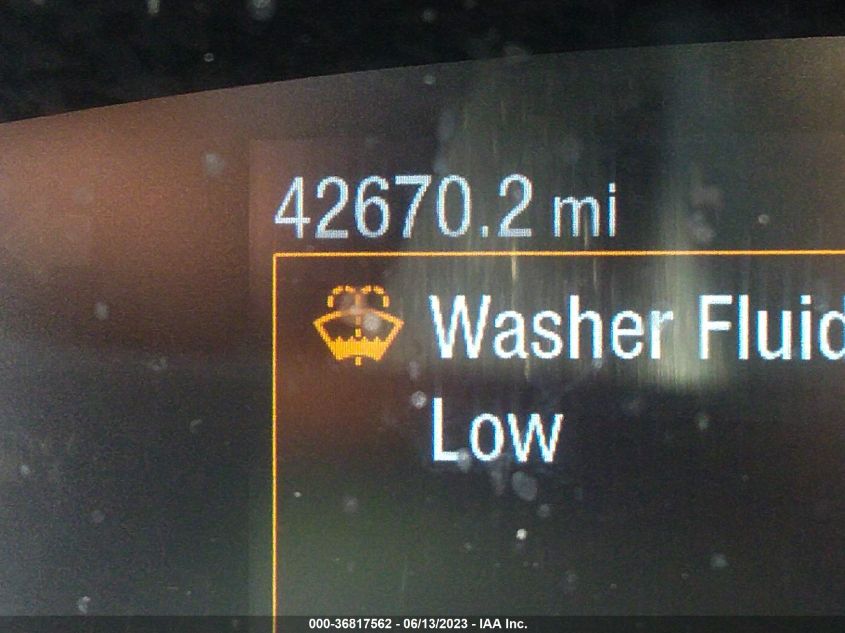 42670.2 mi
Washer Fluid
Low
000-36817562 - 06/13/2023 - IAA Inc.